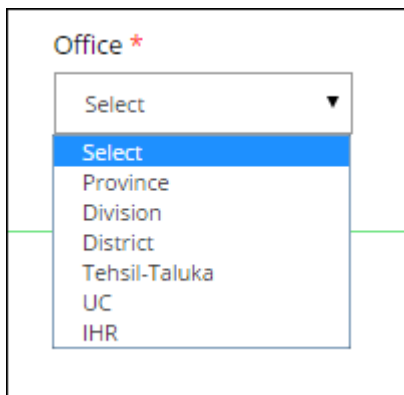 Office *
Select
Select
Province
Division
District
Tehsil-Taluka
UC
IHR